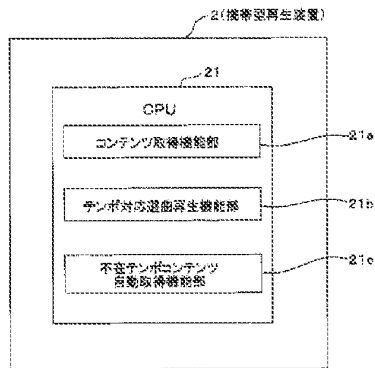 2(携帯型再生装置)
21
CPU
コンテンツ取得機能部
21a
テンポ対応選曲再生機能部
21b
不在テンポコンテンツ
自動取得機能部
21c